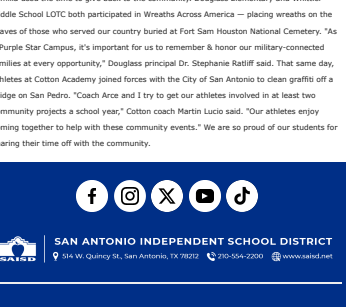 ddle School LOTC both participated in Wreaths Across America — placing wreaths on the
aves of those who served our country buried at Fort Sam Houston National Cemetery. "As
Purple Star Campus, it's important for us to remember & honor our military-connected
milies at every opportunity," Douglass principal Dr. Stephanie Ratliff said. That same day,
hletes at Cotton Academy joined forces with the City of San Antonio to clean graffiti off a
idge on San Pedro. "Coach Arce and I try to get our athletes involved in at least two
mmunity projects a school year," Cotton coach Martin Lucio said. "Our athletes enjoy
ming together to help with these community events." We are so proud of our students for
aring their time off with the community.
SAISD
SAN ANTONIO INDEPENDENT SCHOOL DISTRICT
514 W. Quincy St., San Antonio, TX 78212 210-554-2200 www.saisd.net